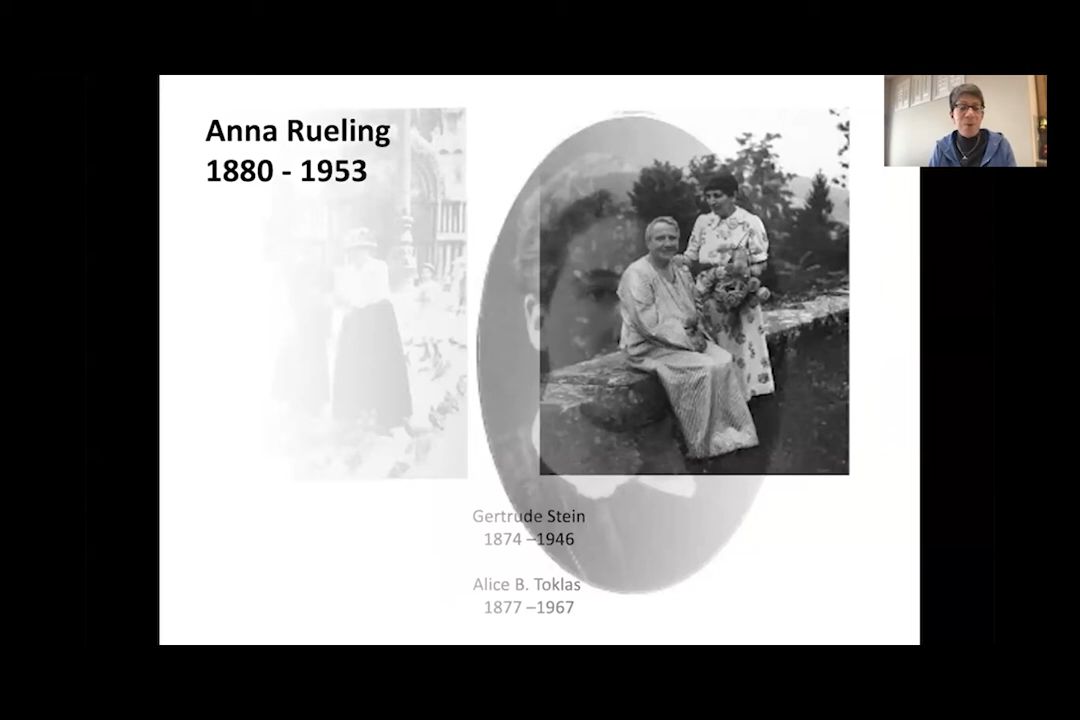 Anna Rueling
1880 - 1953
Gertrude Stein
1874 –1946
Alice B. Toklas
1877 –1967